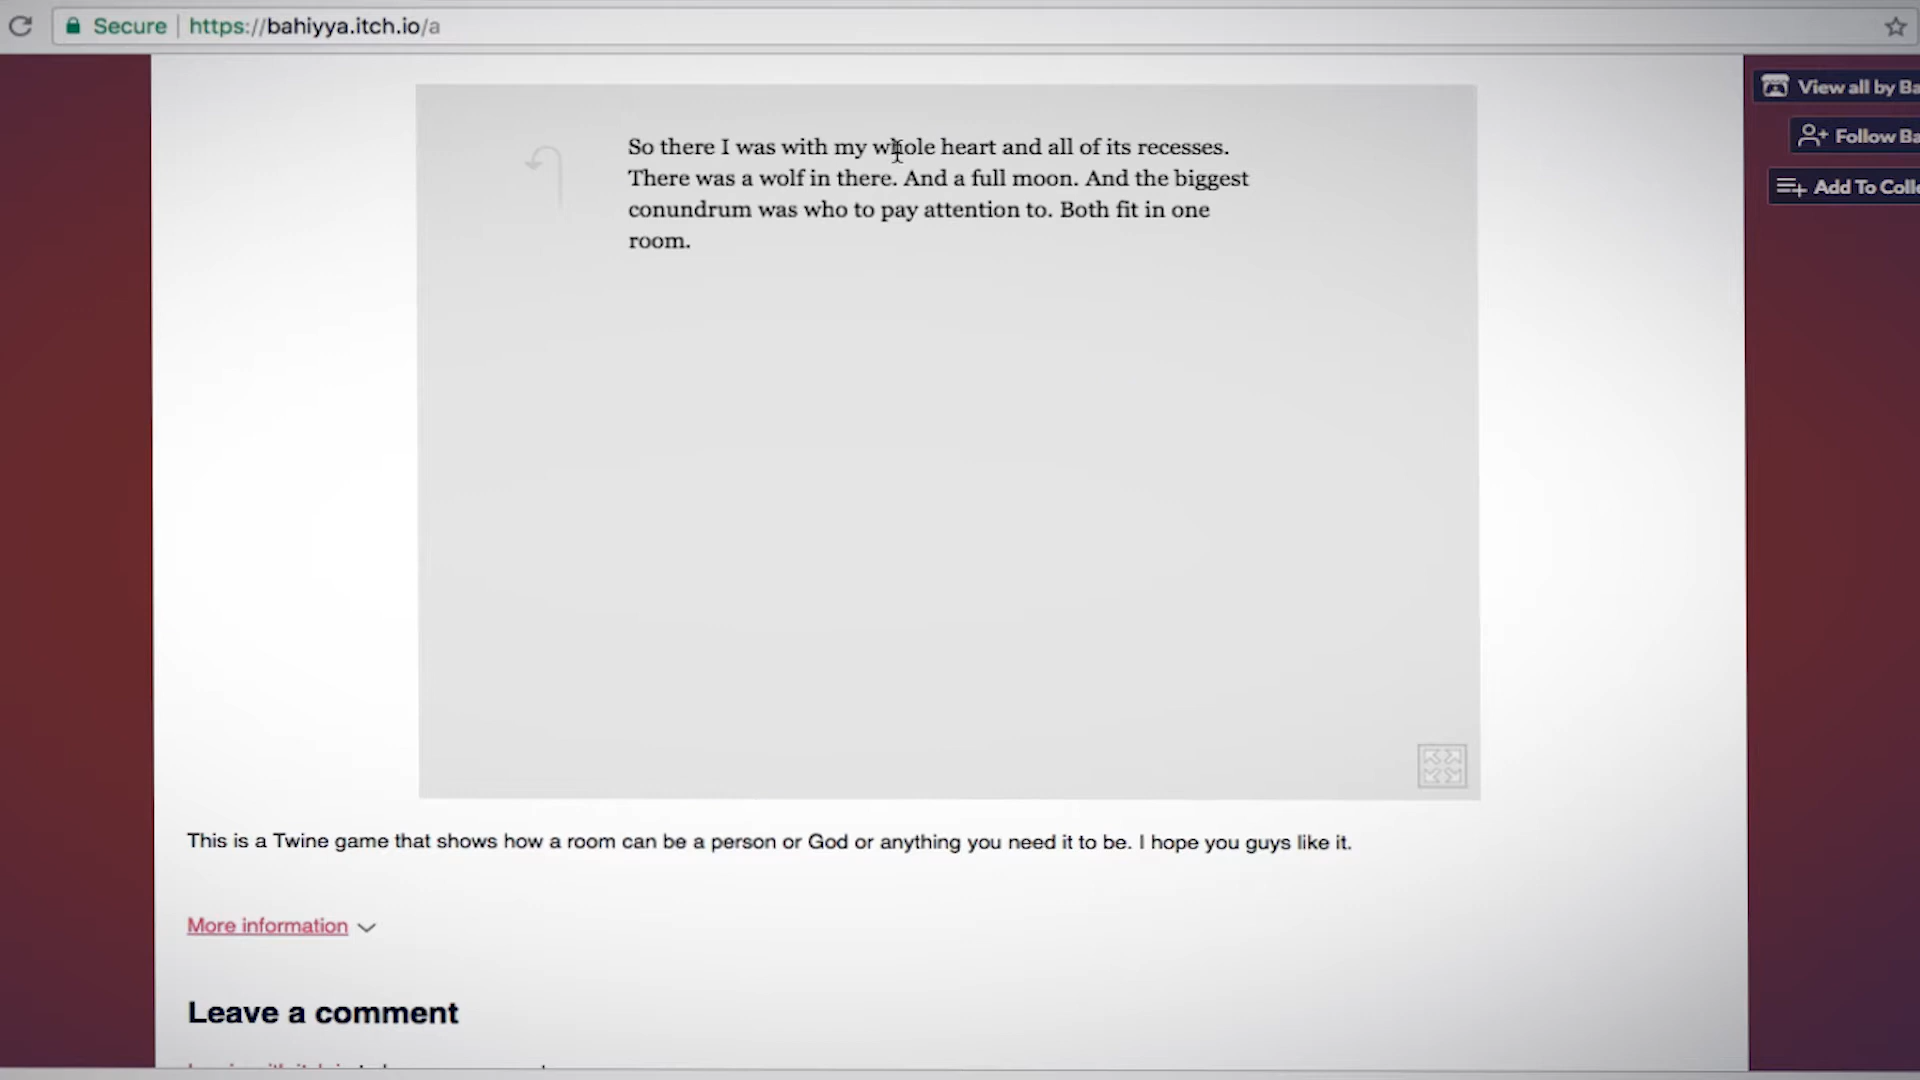 Secure https://bahiyya.itch.io/a
View all by Ba
Follow Ba
Add To Colle
So there I was with my whole heart and all of its recesses.
There was a wolf in there. And a full moon. And the biggest
conundrum was who to pay attention to. Both fit in one
room.
This is a Twine game that shows how a room can be a person or God or anything you need it to be. I hope you guys like it.
More information
Leave a comment